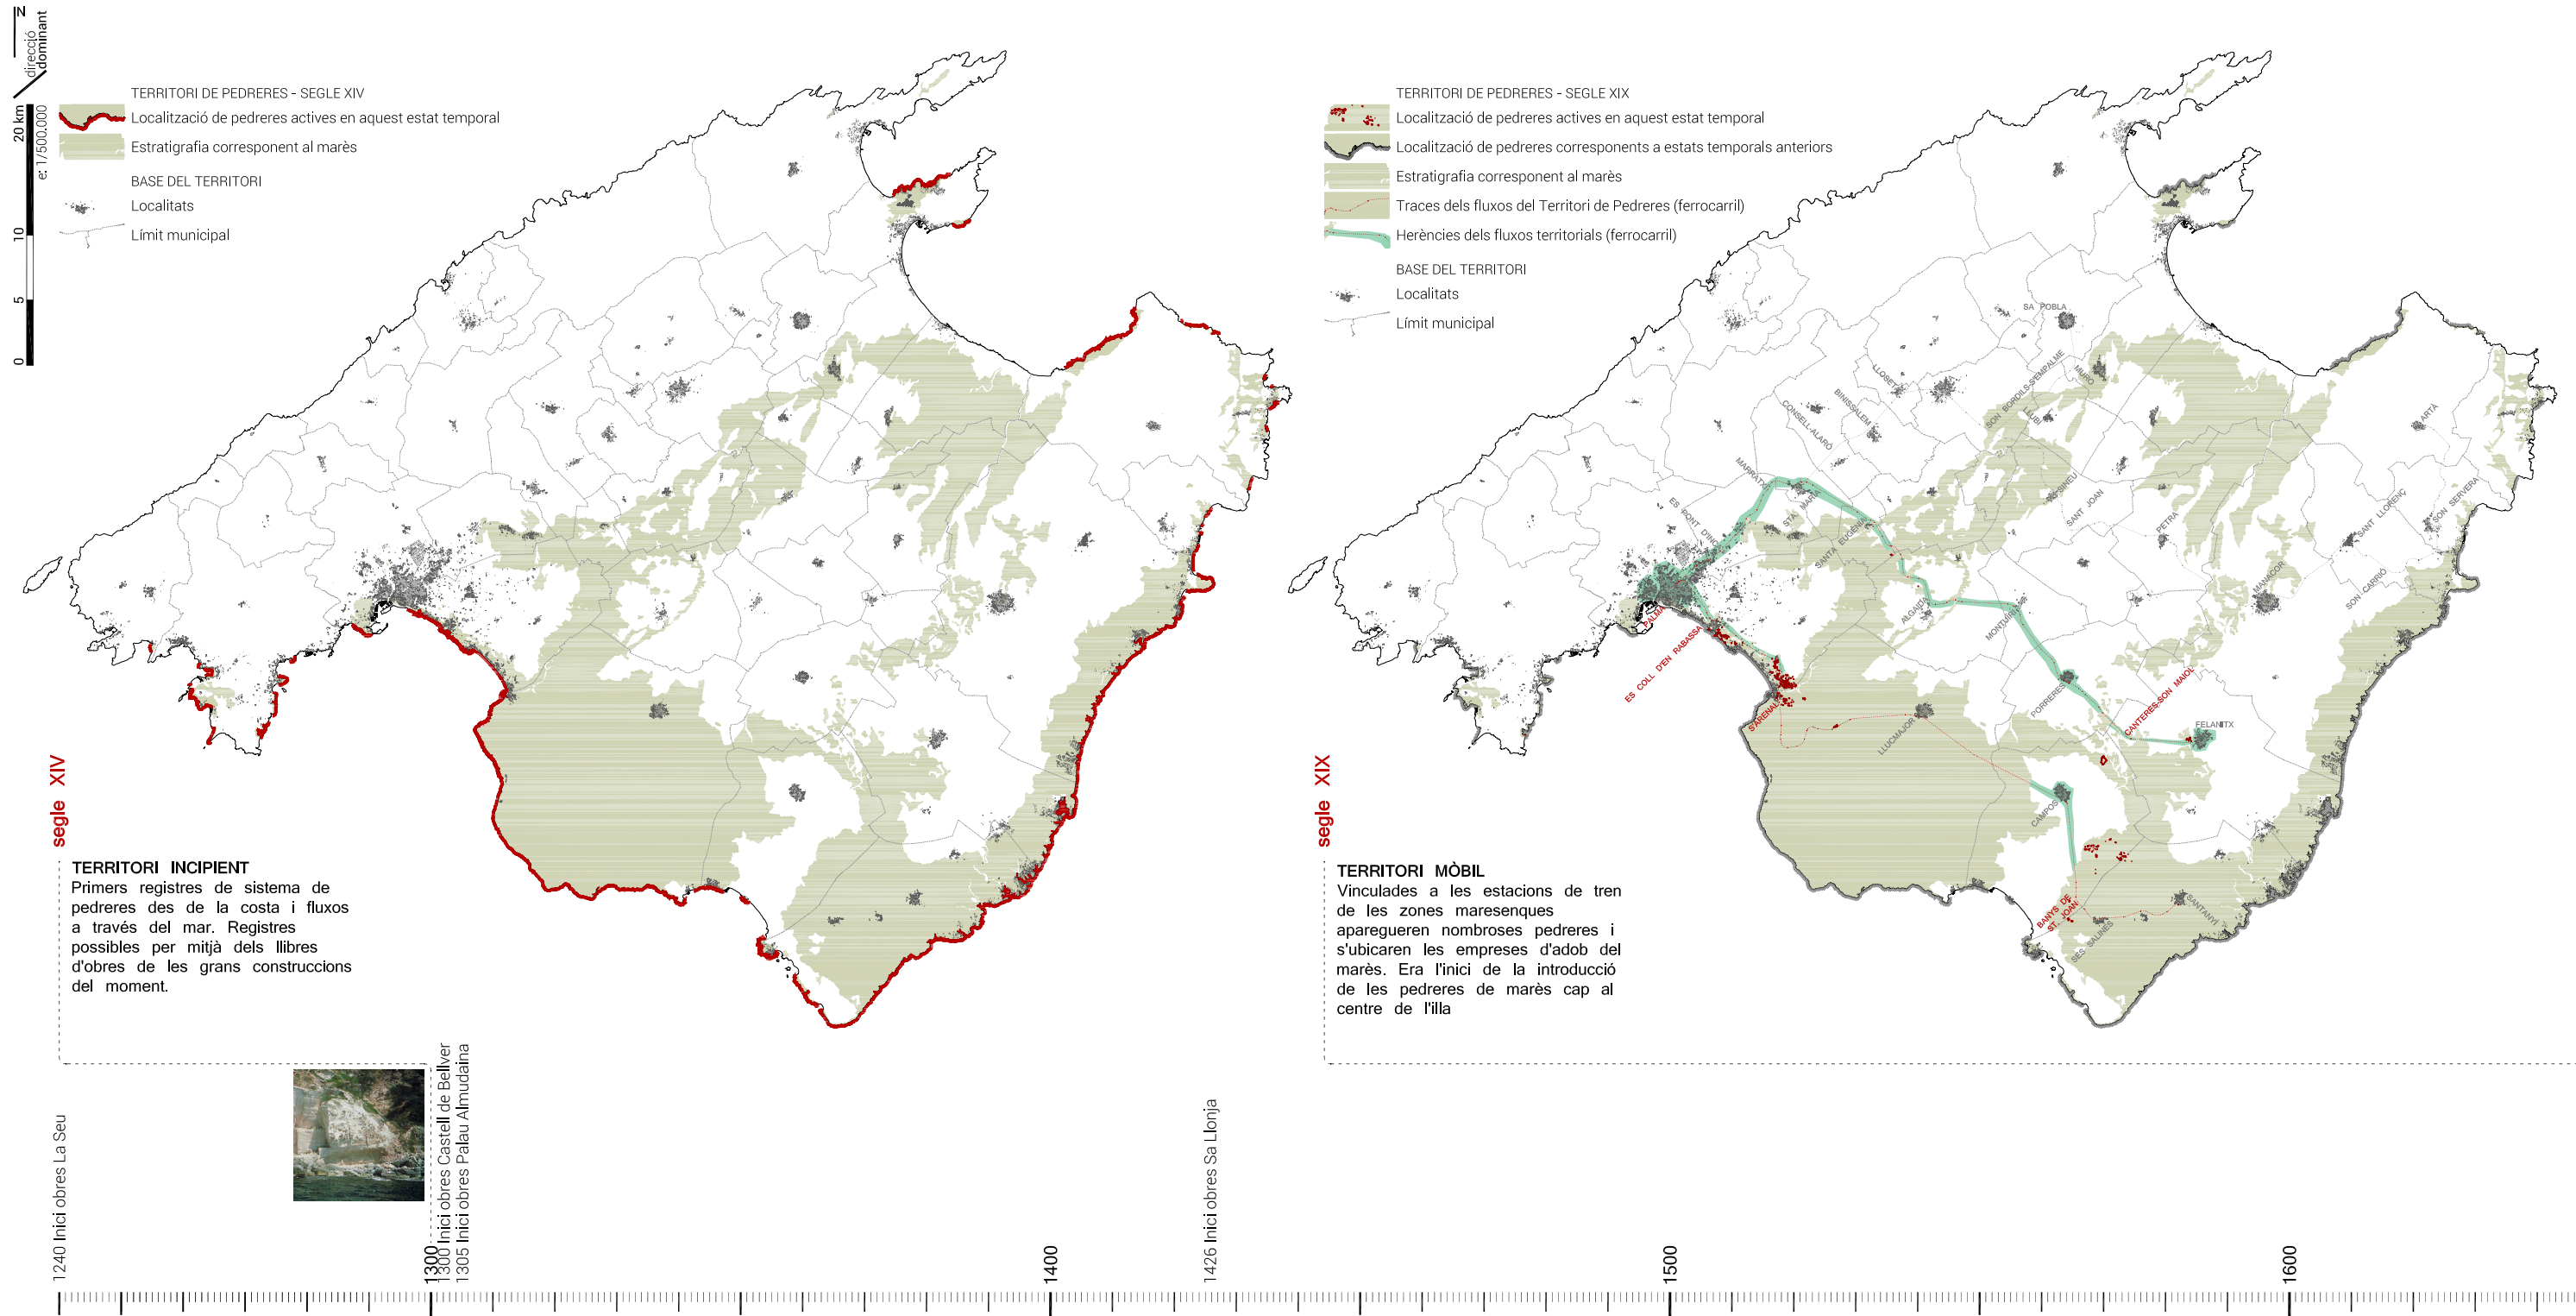 N
direcció
dominant
20 km
10
5
0
e: 1/500.000
TERRITORI DE PEDRERES - SEGLE XIV
Localització de pedreres actives en aquest estat temporal
Estratigrafia corresponent al marès
BASE DEL TERRITORI
Localitats
Límit municipal
segle XIV
TERRITORI INCIPIENT
Primers registres de sistema de
pedreres des de la costa i fluxos
a través del mar. Registres
possibles per mitjà dels llibres
d'obres de les grans construccions
del moment.
TERRITORI DE PEDRERES - SEGLE XIX
Localització de pedreres actives en aquest estat temporal
Localització de pedreres corresponents a estats temporals anteriors
Estratigrafia corresponent al marès
Traces dels fluxos del Territori de Pedreres (ferrocarril)
Herències dels fluxos territorials (ferrocarril)
BASE DEL TERRITORI
Localitats
Límit municipal
SA POBLA
MURO
SON BORDILS-S'EMPALME
LLUBÍ
LLOSETA
BINISSALEM
CONSELL-ALARÓ
MARRATXÍ
ES PONT D'INCA
STA MARIA
SANTA EUGÈNIA
SINEU
SANT JOAN
PETRA
ARTÀ
SON SERVERA
SANT LLORENÇ
SON CARRIÓ
MANACOR
ALGAIDA
MONTUÏRI
PALMA
ES COLL D'EN RABASSA
S'ARENAL
LLUCMAJOR
PORRERES
CANTERES-SON MAIOL
FELANITX
CAMPOS
BANYS DE
ST. JOAN
SES SALINES
SANTANYÍ
segle XIX
TERRITORI MÒBIL
Vinculades a les estacions de tren
de les zones maresenques
aparegueren nombroses pedreres i
s'ubicaren les empreses d'adob del
marès. Era l'inici de la introducció
de les pedreres de marès cap al
centre de l'illa
1240 Inici obres La Seu
1300
1300 Inici obres Castell de Bellver
1305 Inici obres Palau Almudaina
1400
1426 Inici obres Sa Llonja
1500
1600